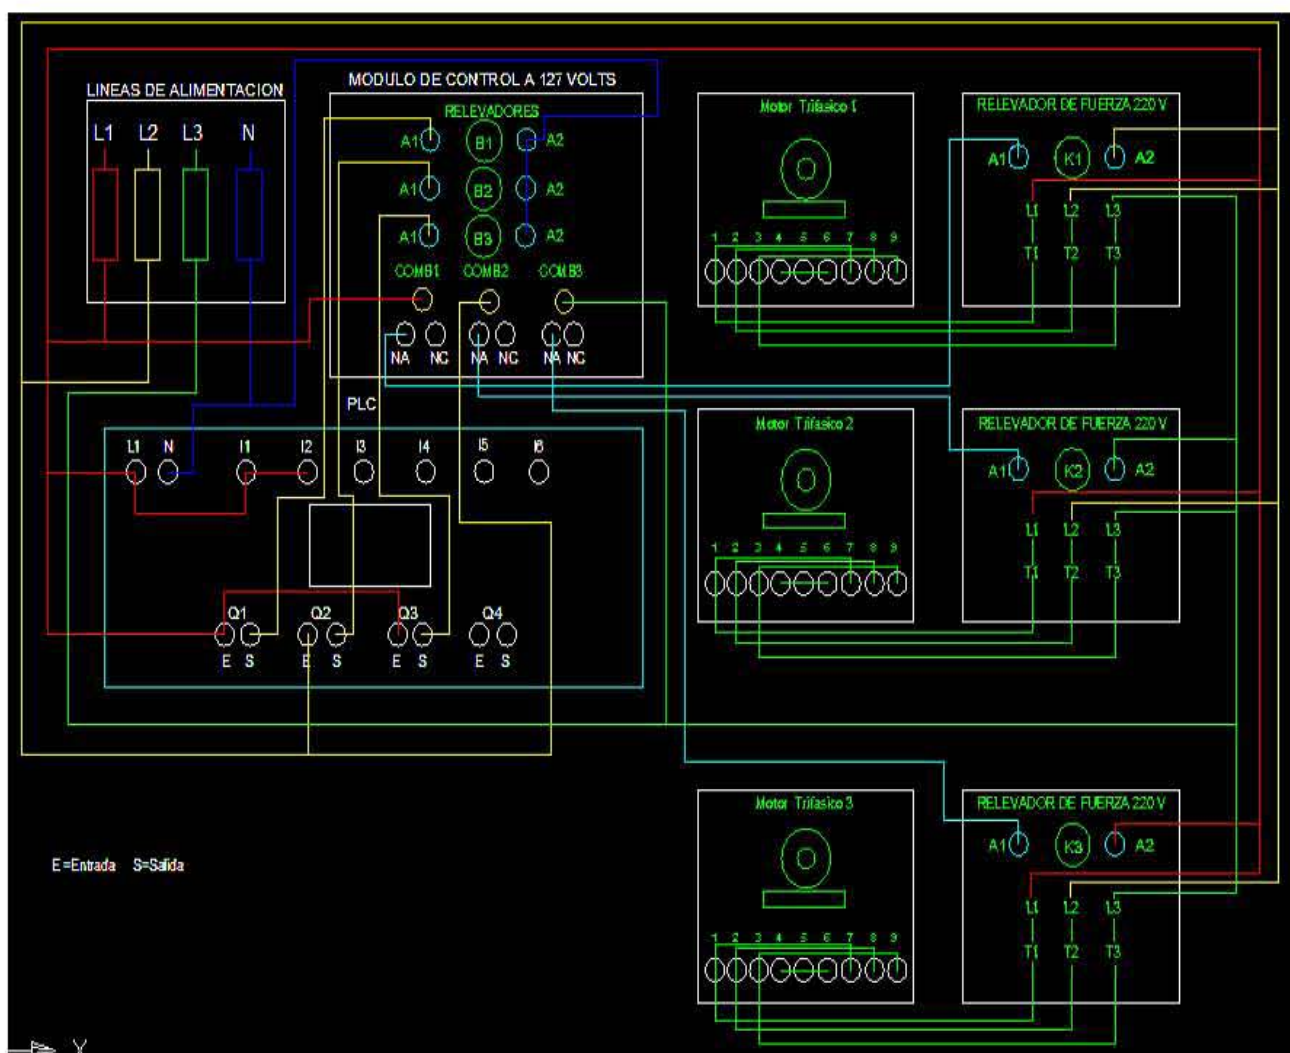 LINEAS DE ALIMENTACION
L1 L2 L3 N
MODULO DE CONTROL A 127 VOLTS
RELEVADORES
A1 B1 A2
A1 B2 A2
A1 B3 A2
COMB1 COMB2 COMB3
NA NC NA NC NA NC
Motor Trifasico 1
1 2 3 4 5 6 7 8 9
RELEVADOR DE FUERZA 220 V
A1 K1 A2
L1 L2 L3
T1 T2 T3
PLC
L1 N I1 I2 I3 I4 I5 I6
Q1 Q2 Q3 Q4
E S E S E S E S
Motor Trifasico 2
1 2 3 4 5 6 7 8 9
RELEVADOR DE FUERZA 220 V
A1 K2 A2
L1 L2 L3
T1 T2 T3
E=Entrada S=Salida
Motor Trifasico 3
1 2 3 4 5 6 7 8 9
RELEVADOR DE FUERZA 220 V
A1 K3 A2
L1 L2 L3
T1 T2 T3
X